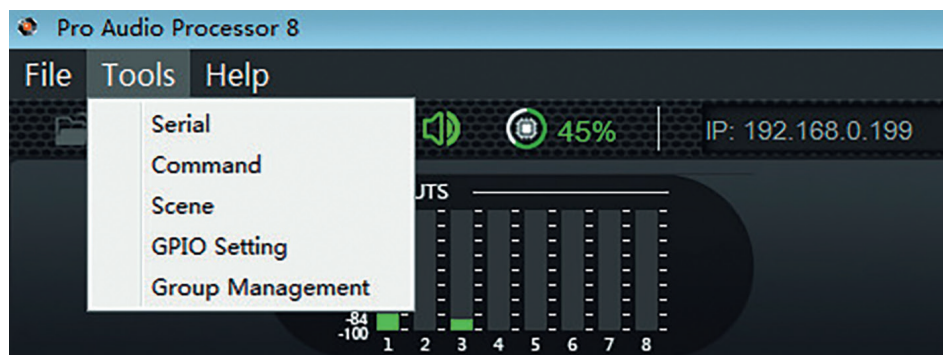 Pro Audio Processor 8
File Tools Help
45% IP: 192.168.0.199
Serial
Command
Scene
GPIO Setting
Group Management
UTS
-84
-100
1 2 3 4 5 6 7 8